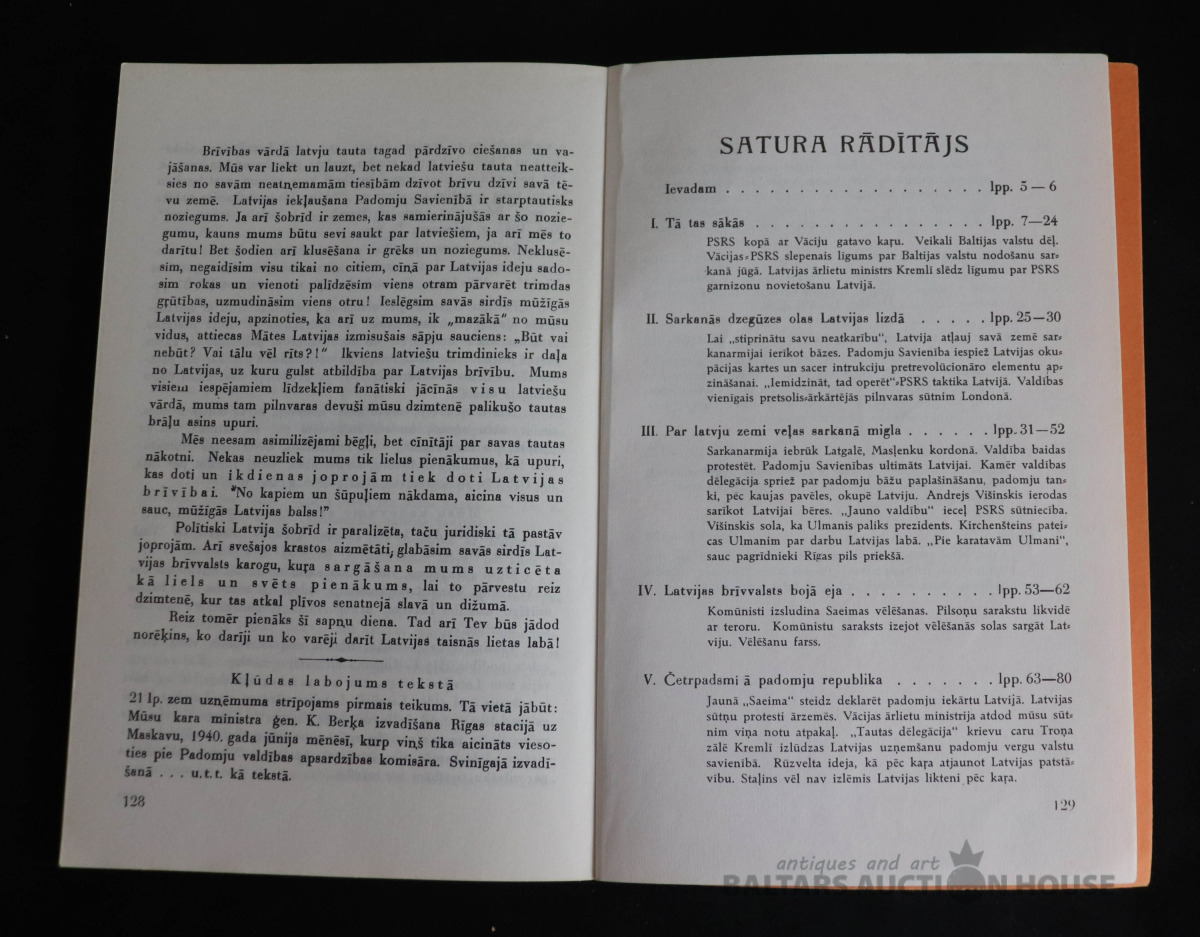 Brīvības vārdā latvju tauta tagad pārdzīvo ciešanas un va-
jāšanas. Mūs var liekt un lauzt, bet nekad latviešu tauta neatteik-
sies no savām neatņemamām tiesībām dzīvot brīvu dzīvi savā tē-
vu zemē. Latvijas iekļaušana Padomju Savienībā ir starptautisks
noziegums. Ja arī šobrīd ir zemes, kas samierinājušās ar šo nozie-
gumu, kauns mums būtu sevi saukt par latviešiem, ja arī mēs to
darītu! Bet šodien arī klusēšana ir grēks un noziegums. Neklusē-
sim, negaidīsim visu tikai no citiem, cīņā par Latvijas ideju sado-
sim rokas un vienoti palīdzēsim viens otram pārvarēt trimdas
grūtības, uzmudināsim viens otru! Ieslēgsim savās sirdīs mūžīgās
Latvijas ideju, apzinoties, ka arī uz mums, ik „mazākā" no mūsu
vidus, attiecas Mātes Latvijas izmisušais sāpju sauciens: „Būt vai
nebūt? Vai tālu vēl rīts?!" Ikviens latviešu trimdinieks ir daļa
no Latvijas, uz kuru gulst atbildība par Latvijas brīvību. Mums
visiem iespējamiem līdzekļiem fanātiski jācīnās visu latviešu
vārdā, mums tam pilnvaras devuši mūsu dzimtenē palikušo tautas
brāļu asins upuri.
Mēs neesam asimilizējami bēgļi, bet cīnītāji par savas tautas
nākotni. Nekas neuzliek mums tik lielus pienākumus, kā upuri,
kas doti un ikdienas joprojām tiek doti Latvijas
brīvībai. "No kapiem un šūpuļiem nākdama, aicina visus un
sauc, mūžīgās Latvijas balss!"
Polītiski Latvija šobrīd ir paralizēta, taču juridiski tā pastāv
joprojām. Arī svešajos krastos aizmētāti, glabāsim savās sirdīs Lat-
vijas brīvvalsts karogu, kuŗa sargāšana mums uzticēta
kā liels un svēts pienākums, lai to pārvestu reiz
dzimtenē, kur tas atkal plīvos senatnejā slavā un dižumā.
Reiz tomēr pienāks šī sapņu diena. Tad arī Tev būs jādod
norēķins, ko darīji un ko varēji darīt Latvijas taisnās lietas labā!
Kļūdas labojums tekstā
21 lp. zem uzņēmuma strīpojams pirmais teikums. Tā vietā jābūt:
Mūsu kara ministra ģen. K. Berķa izvadīšana Rīgas stacijā uz
Maskavu, 1940. gada jūnija mēnesī, kurp viņš tika aicināts vieso-
ties pie Padomju valdības apsardzības komisāra. Svinīgajā izvadī-
šanā . . . u.t.t. kā tekstā.
128
SATURA RĀDĪTĀJS
Ievadam . . . . . . . . . . . . . . . . . . lpp. 5 — 6
I. Tā tas sākās . . . . . . . . . . . . . . . . lpp. 7—24
PSRS kopā ar Vāciju gatavo kaŗu. Veikali Baltijas valstu dēļ.
Vācijas-PSRS slepenais līgums par Baltijas valstu nodošanu sar-
kanā jūgā. Latvijas ārlietu ministrs Kremlī slēdz līgumu par PSRS
garnizonu novietošanu Latvijā.
II. Sarkanās dzegūzes olas Latvijas lizdā . . . . . lpp. 25—30
Lai „stiprinātu savu neatkarību", Latvija atļauj savā zemē sar-
kanarmijai ierīkot bāzes. Padomju Savienība iespiež Latvijas oku-
pācijas kartes un sacer intrukciju pretrevolūcionāro elementu ap-
zināšanai. „Iemidzināt, tad operēt"-PSRS taktika Latvijā. Valdības
vienīgais pretsolis-ārkārtējās pilnvaras sūtnim Londonā.
III. Par latvju zemi veļas sarkanā migla . . . . . . lpp. 31—52
Sarkanarmija iebrūk Latgalē, Masļenku kordonā. Valdība baidas
protestēt. Padomju Savienības ultimāts Latvijai. Kamēr valdības
dēlegācija spriež par padomju bāžu paplašināšanu, padomju tan-
ki, pēc kaujas pavēles, okupē Latviju. Andrejs Višinskis ierodas
sarīkot Latvijai bēres. „Jauno valdību" ieceļ PSRS sūtniecība.
Višinskis sola, ka Ulmanis paliks prezidents. Kirchenšteins patei-
cas Ulmanim par darbu Latvijas labā. „Pie karatavām Ulmani",
sauc pagrīdnieki Rīgas pils priekšā.
IV. Latvijas brīvvalsts bojā eja . . . . . . . . . . lpp. 53—62
Komūnisti izsludina Saeimas vēlēšanas. Pilsoņu sarakstu likvidē
ar teroru. Komūnistu saraksts izejot vēlēšanās solas sargāt Lat-
viju. Vēlēšanu farss.
V. Četrpadsmi ā padomju republika . . . . . . . lpp. 63—80
Jaunā „Saeima" steidz deklarēt padomju iekārtu Latvijā. Latvijas
sūtņu protesti ārzemēs. Vācijas ārlietu ministrija atdod mūsu sūt-
nim viņa notu atpakaļ. „Tautas dēlegācija" krievu caru Troņa
zālē Kremlī izlūdzas Latvijas uzņemšanu padomju vergu valstu
savienībā. Rūzvelta ideja, kā pēc kaŗa atjaunot Latvijas patstā-
vību. Staļins vēl nav izlēmis Latvijas likteni pēc kaŗa.
129
antiques and art
BALTARS AUCTION HOUSE